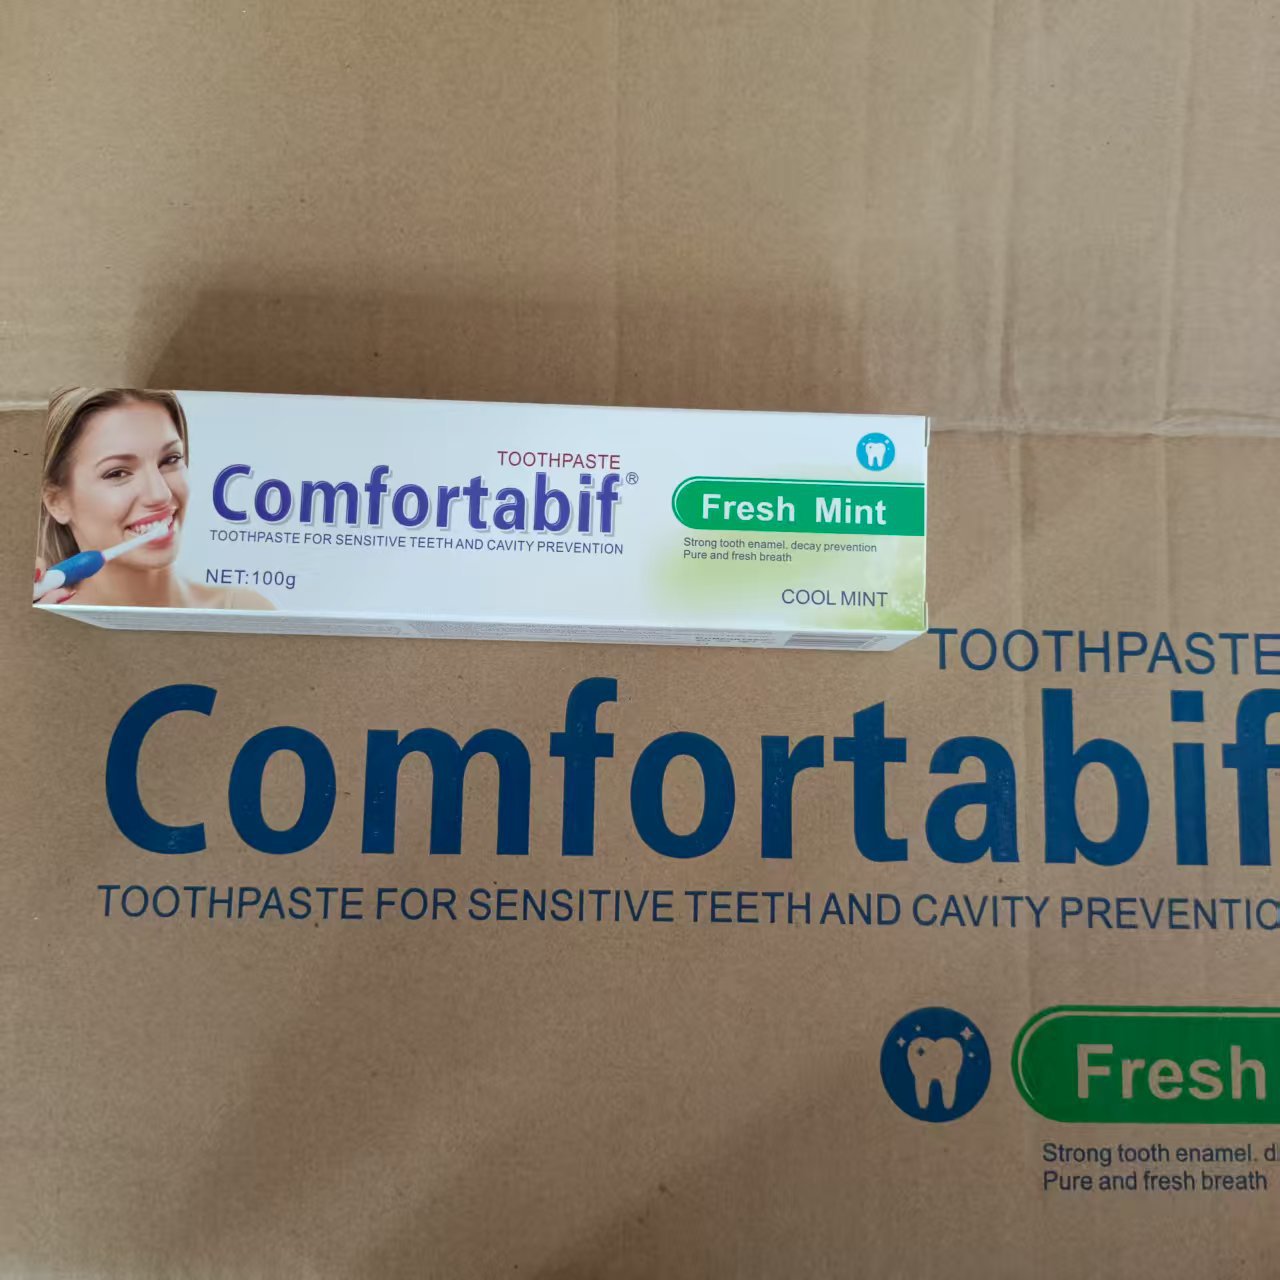 TOOTHPASTE
Comfortabif®
TOOTHPASTE FOR SENSITIVE TEETH AND CAVITY PREVENTION
NET:100g
Fresh Mint
Strong tooth enamel. decay prevention
Pure and fresh breath
COOL MINT
TOOTHPASTE
Comfortabif
TOOTHPASTE FOR SENSITIVE TEETH AND CAVITY PREVENTIO
Fresh
Strong tooth enamel. d
Pure and fresh breath